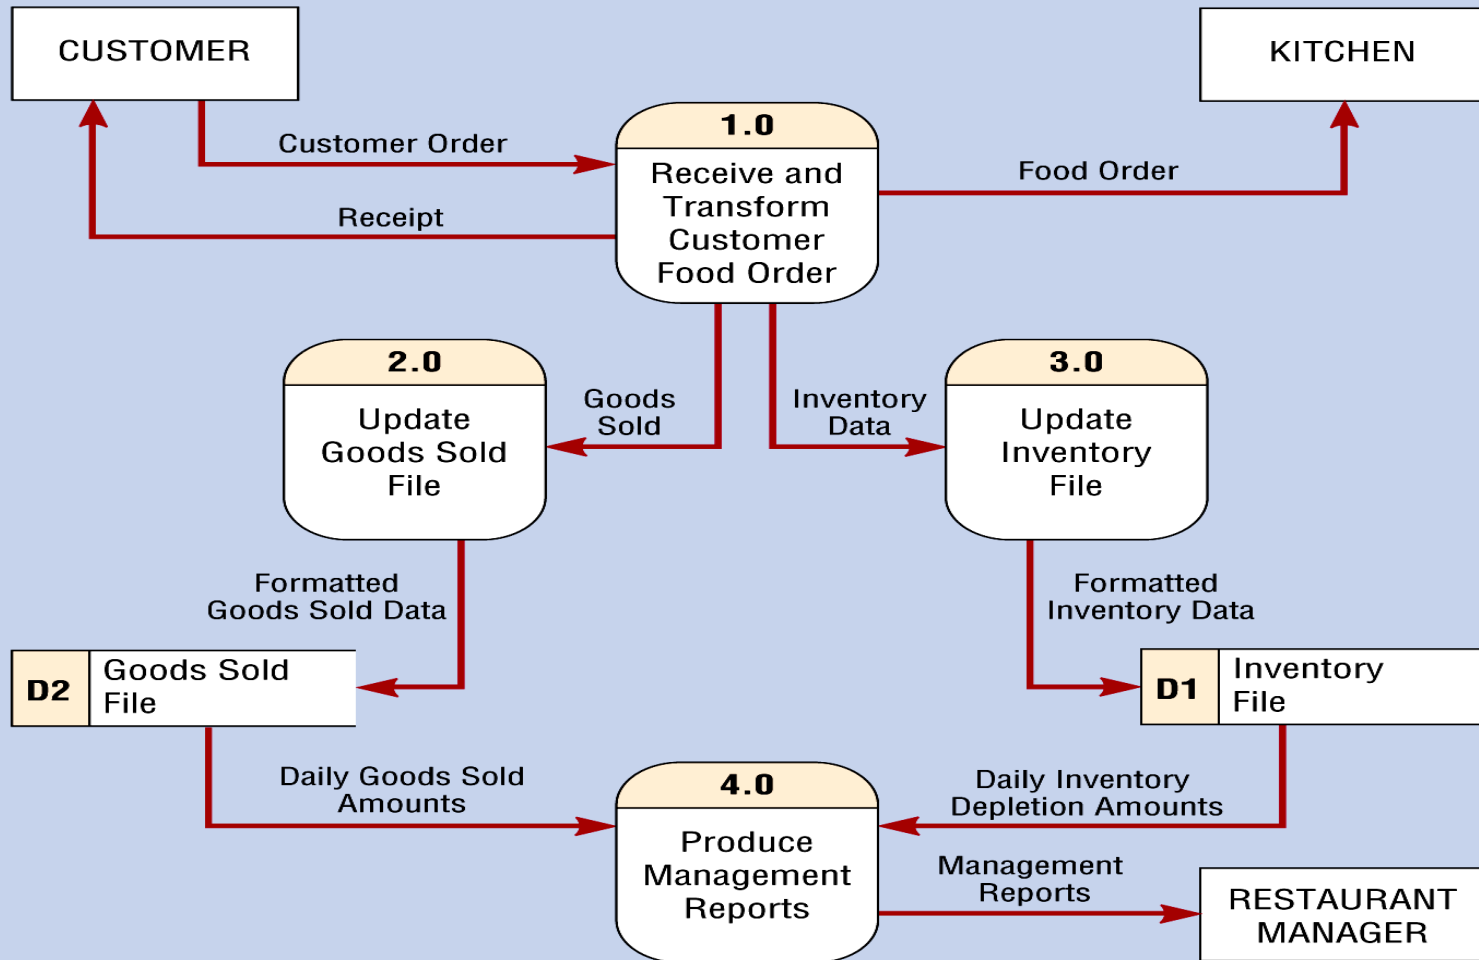 CUSTOMER
KITCHEN
Customer Order
1.0
Receive and
Transform
Customer
Food Order
Food Order
Receipt
2.0
Update
Goods Sold
File
Goods
Sold
Inventory
Data
3.0
Update
Inventory
File
Formatted
Goods Sold Data
Formatted
Inventory Data
D2
Goods Sold
File
D1
Inventory
File
Daily Goods Sold
Amounts
4.0
Produce
Management
Reports
Daily Inventory
Depletion Amounts
Management
Reports
RESTAURANT
MANAGER